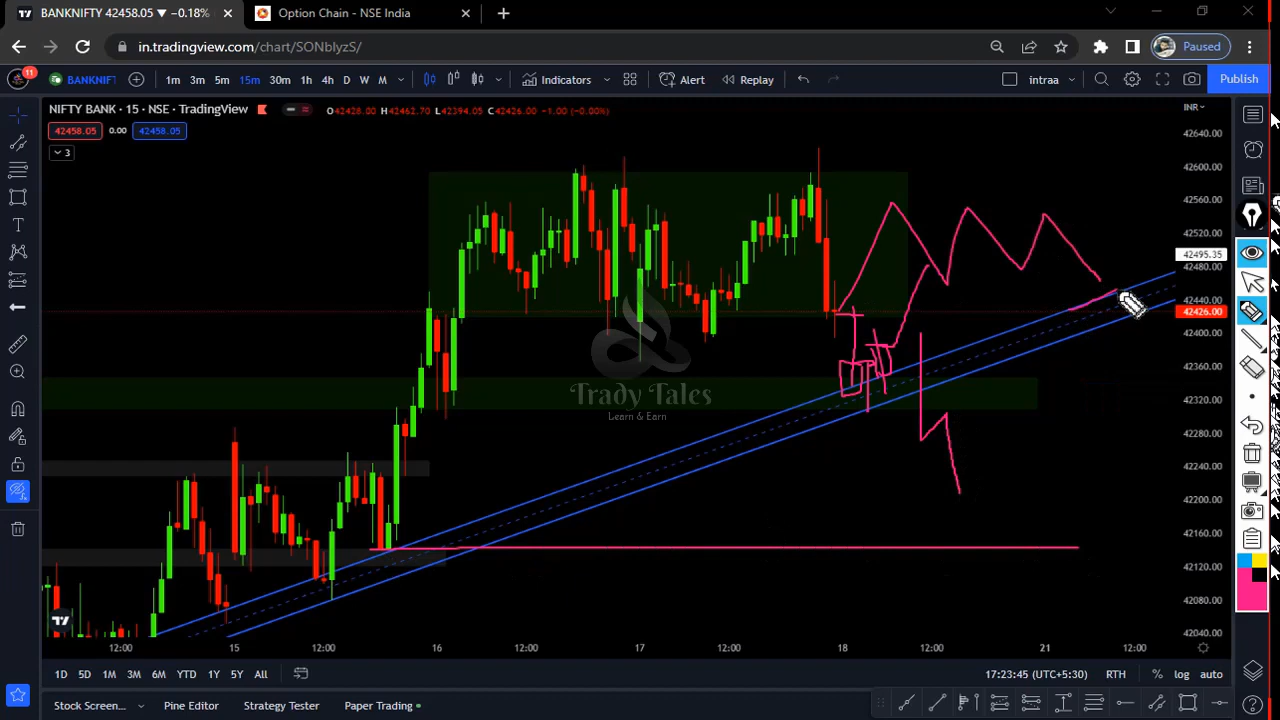 BANKNIFTY 42458.05 ▼ −0.18%
Option Chain - NSE India
in.tradingview.com/chart/SONbIyzS/
Paused
11
BANKNIFT
1m 3m 5m 15m 30m 1h 4h D W M
Indicators
Alert
Replay
intraa
Publish
NIFTY BANK · 15 · NSE · TradingView
O42428.00 H42462.70 L42394.05 C42426.00 −1.00 (−0.00%)
INR
42458.05 0.00 42458.05
3
42640.00
42600.00
42560.00
42520.00
42495.35
42480.00
42440.00
42426.00
42400.00
42360.00
42320.00
42280.00
42240.00
42200.00
42160.00
42120.00
42080.00
42040.00
Trady Tales
Learn & Earn
12:00 15 12:00 16 12:00 17 12:00 18 12:00 21 12:00
1D 5D 1M 3M 6M YTD 1Y 5Y All
17:23:45 (UTC+5:30) RTH % log auto
Stock Screen... Pine Editor Strategy Tester Paper Trading